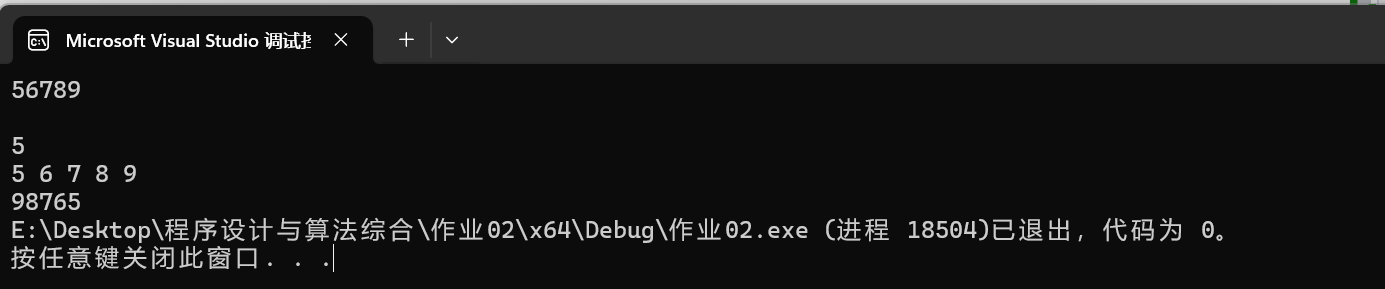 Microsoft Visual Studio 调试控
56789
5
5 6 7 8 9
98765
E:\Desktop\程序设计与算法综合\作业02\x64\Debug\作业02.exe (进程 18504)已退出，代码为 0。
按任意键关闭此窗口. . .